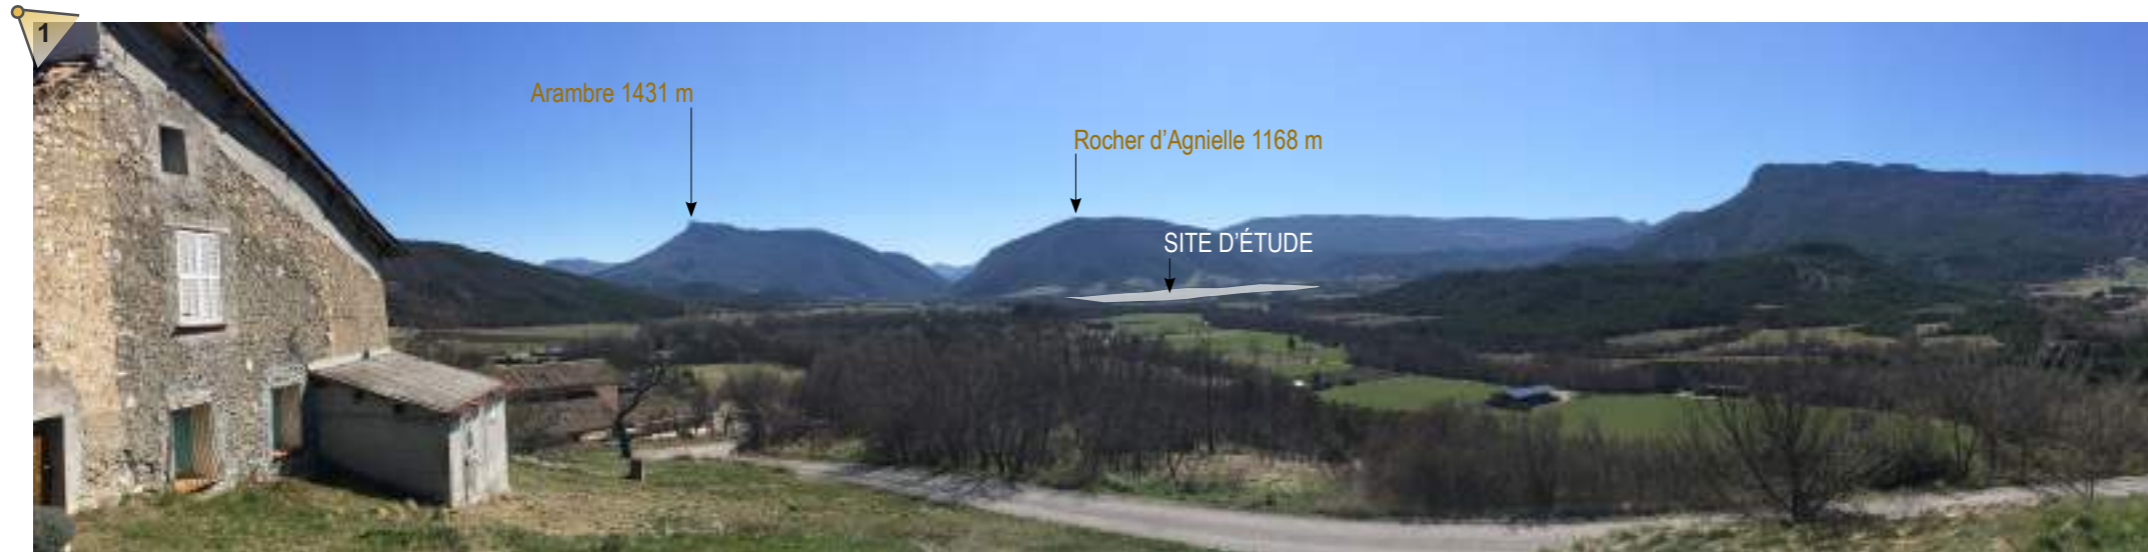 1
Arambre 1431 m
Rocher d'Agnielle 1168 m
SITE D'ÉTUDE